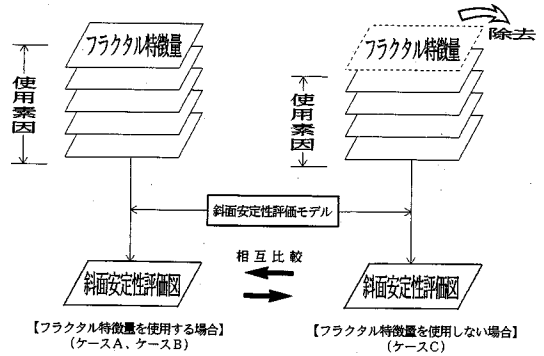 フラクタル特徴量
使用素因
フラクタル特徴量
除去
使用素因
斜面安定性評価モデル
相互比較
斜面安定性評価図
斜面安定性評価図
【フラクタル特徴量を使用する場合】
(ケースA、ケースB)
【フラクタル特徴量を使用しない場合】
(ケースC)